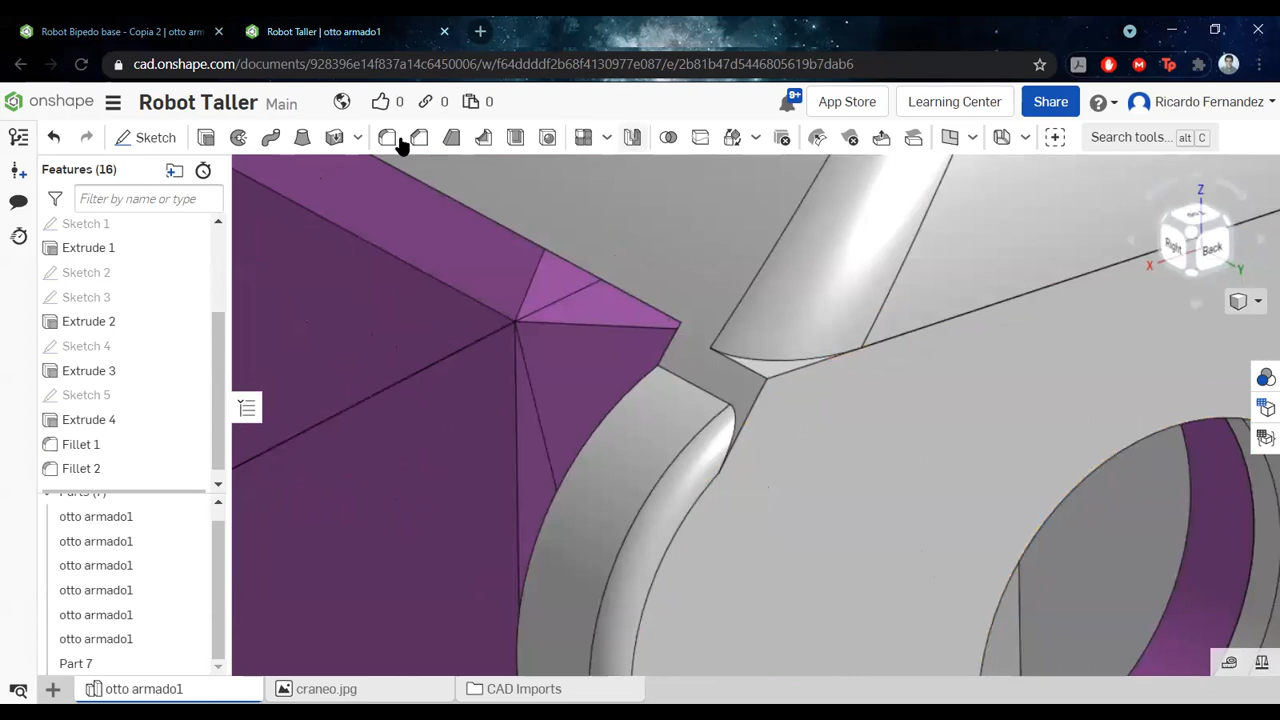 Robot Bipedo base - Copia 2 | otto arm
Robot Taller | otto armado1
cad.onshape.com/documents/928396e14f837a14c6450006/w/f64ddddf2b68f4130977e087/e/2b81b47d5446805619b7dab6
onshape
Robot Taller Main
0
0
0
9+
App Store
Learning Center
Share
Ricardo Fernandez
Sketch
Search tools...
alt C
Features (16)
Filter by name or type
Sketch 1
Extrude 1
Sketch 2
Sketch 3
Extrude 2
Sketch 4
Extrude 3
Sketch 5
Extrude 4
Fillet 1
Fillet 2
Parts (7)
otto armado1
otto armado1
otto armado1
otto armado1
otto armado1
otto armado1
Part 7
Z
Right
Back
X
Y
otto armado1
craneo.jpg
CAD Imports